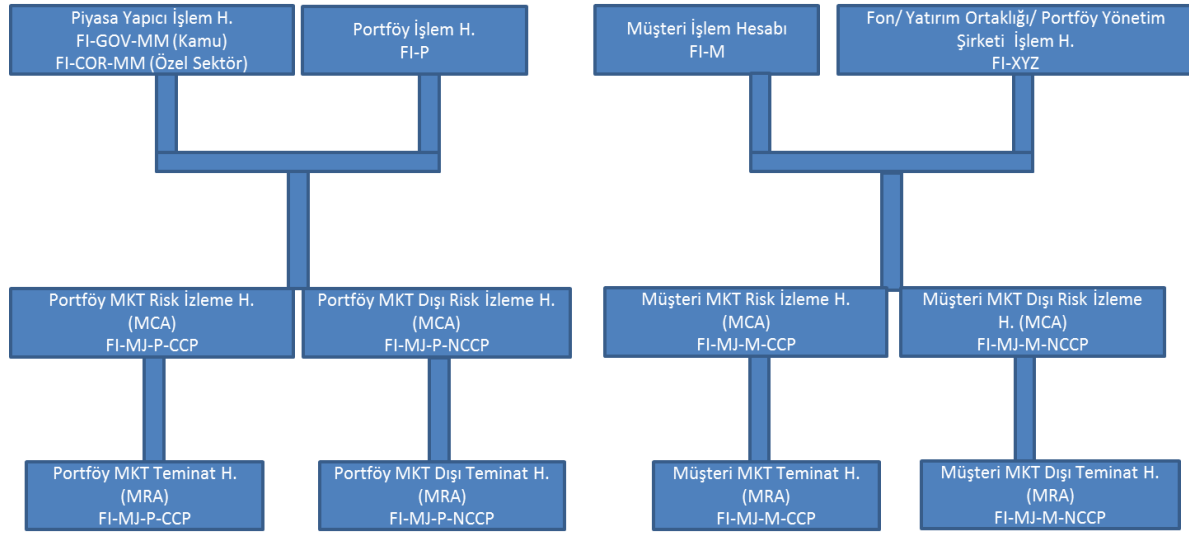 Piyasa Yapıcı İşlem H.
FI-GOV-MM (Kamu)
FI-COR-MM (Özel Sektör)
Portföy İşlem H.
FI-P
Müşteri İşlem Hesabı
FI-M
Fon/ Yatırım Ortaklığı/ Portföy Yönetim
Şirketi İşlem H.
FI-XYZ
Portföy MKT Risk İzleme H.
(MCA)
FI-MJ-P-CCP
Portföy MKT Dışı Risk İzleme H.
(MCA)
FI-MJ-P-NCCP
Müşteri MKT Risk İzleme H.
(MCA)
FI-MJ-M-CCP
Müşteri MKT Dışı Risk İzleme
H. (MCA)
FI-MJ-M-NCCP
Portföy MKT Teminat H.
(MRA)
FI-MJ-P-CCP
Portföy MKT Dışı Teminat H.
(MRA)
FI-MJ-P-NCCP
Müşteri MKT Teminat H.
(MRA)
FI-MJ-M-CCP
Müşteri MKT Dışı Teminat H.
(MRA)
FI-MJ-M-NCCP